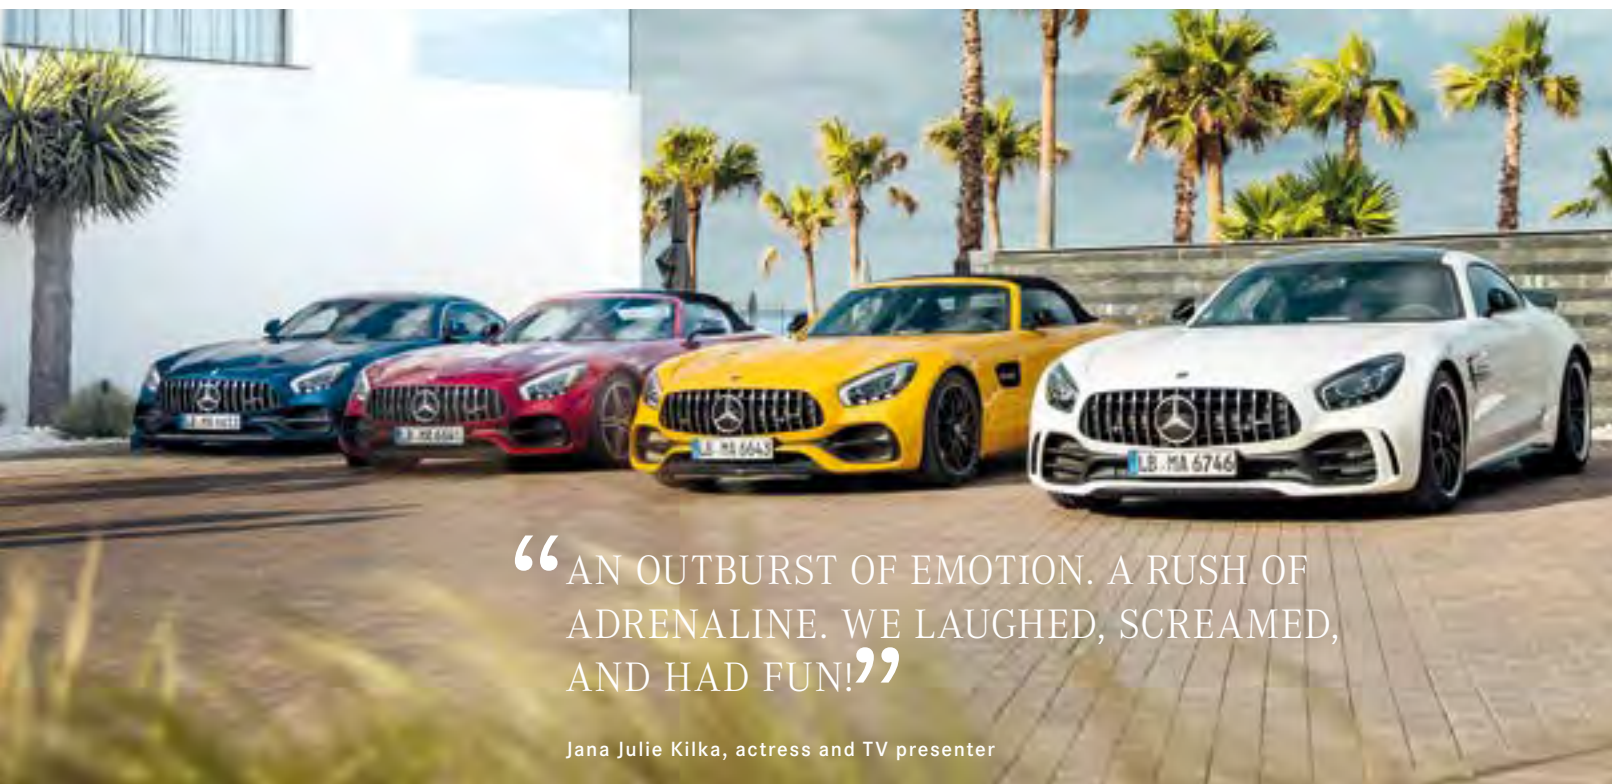 LB MA 6643
LB MA 6746
“AN OUTBURST OF EMOTION. A RUSH OF
ADRENALINE. WE LAUGHED, SCREAMED,
AND HAD FUN!”
Jana Julie Kilka, actress and TV presenter